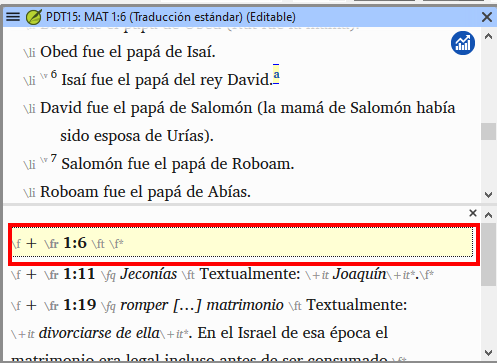 PDT15: MAT 1:6 (Traducción estándar) (Editable)
\li Obed fue el papá de Isaí.
\li \v 6 Isaí fue el papá del rey David.a
\li David fue el papá de Salomón (la mamá de Salomón había
sido esposa de Urías).
\li \v 7 Salomón fue el papá de Roboam.
\li Roboam fue el papá de Abías.
\f + \fr 1:6 \ft \f*
\f + \fr 1:11 \fq Jeconías \ft Textualmente: \+it Joaquín\+it*.\f*
\f + \fr 1:19 \fq romper [...] matrimonio \ft Textualmente:
\+it divorciarse de ella\+it*. En el Israel de esa época el
matrimonio era legal incluso antes de ser consumado.\f*